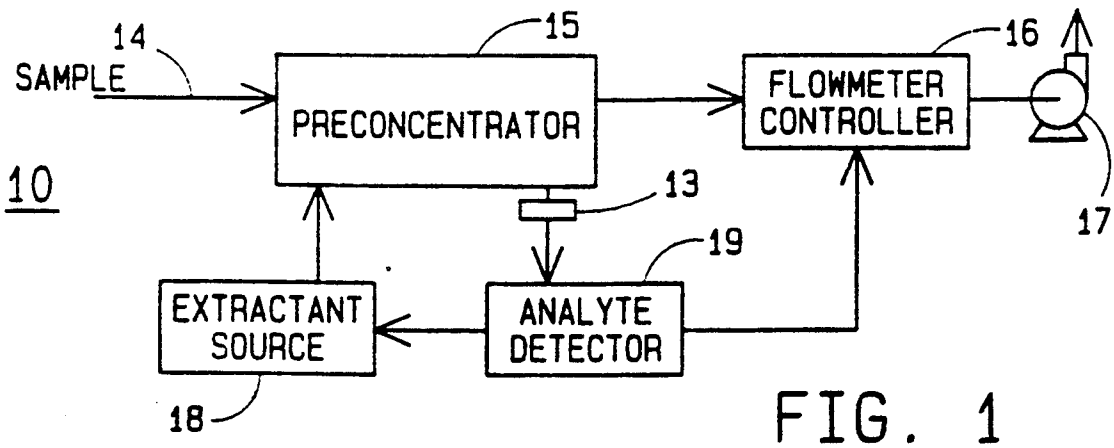 14
15
16
SAMPLE
PRECONCENTRATOR
FLOWMETER
CONTROLLER
10
13
17
19
EXTRACTANT
SOURCE
ANALYTE
DETECTOR
18
FIG. 1